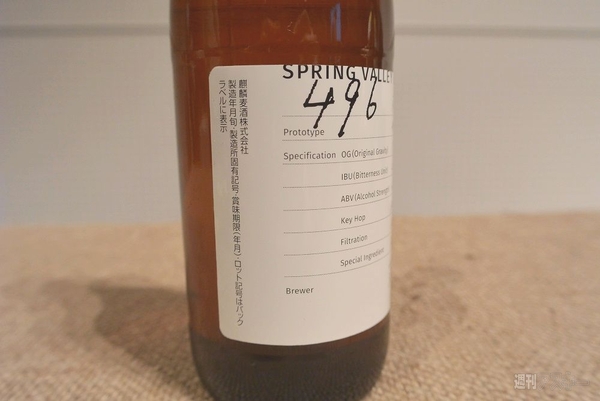 SPRING VALLE
496
Prototype
Specification OG(Original Gravity)
IBU(Bitterness Unit)
ABV(Alcohol Strength
Key Hop
Filtration
Special Ingredient
Brewer
麒麟麦酒株式会社
製造年月旬・製造所固有記号・賞味期限(年月)ロット記号はバック
ラベルに表示
週刊